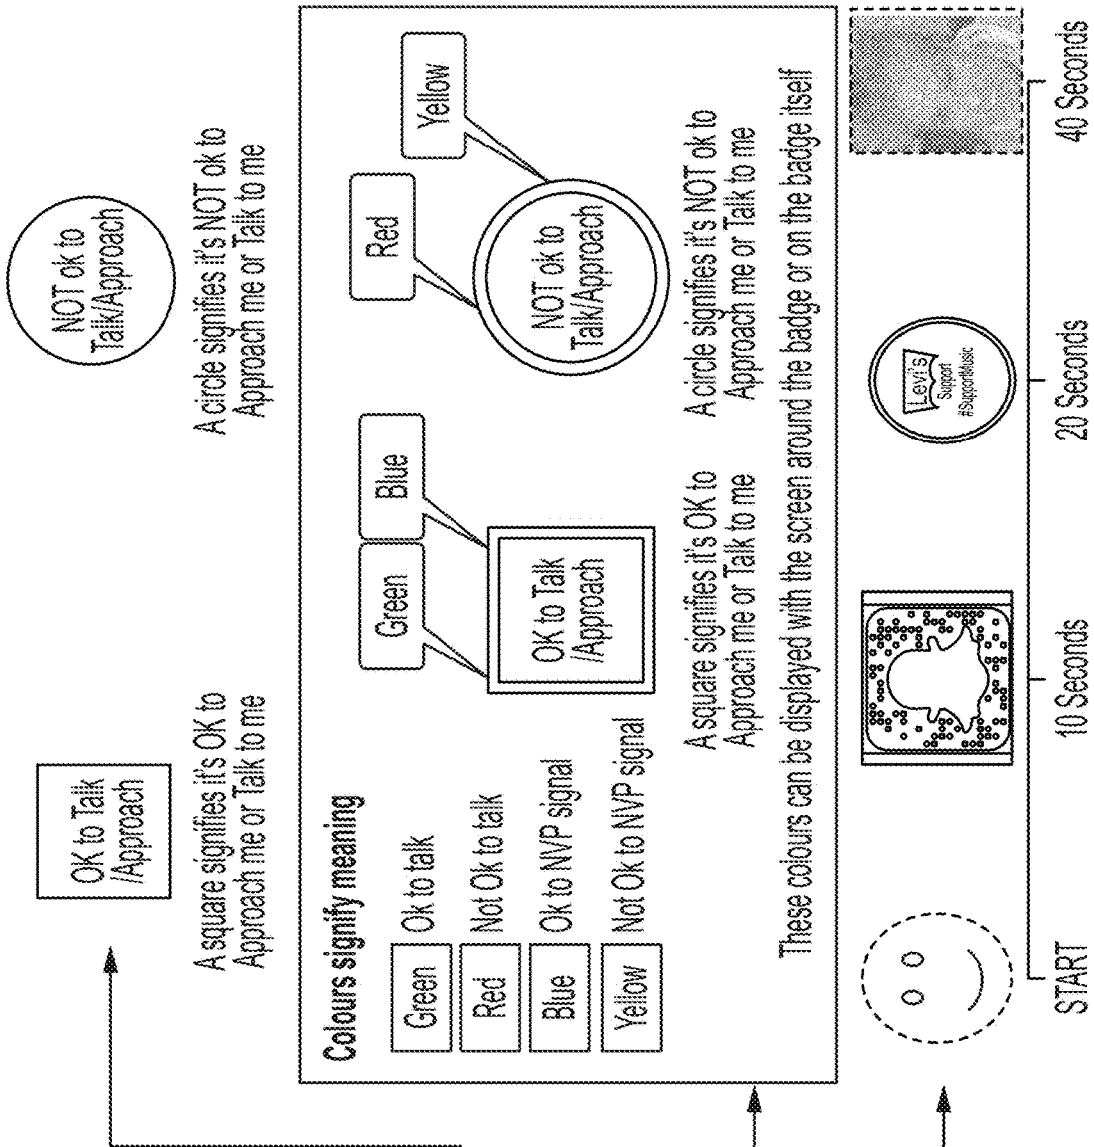 OK to Talk
/Approach
A square signifies it's OK to
Approach me or Talk to me
NOT ok to
Talk/Approach
A circle signifies it's NOT ok to
Approach me or Talk to me
Colours signify meaning
Green
Ok to talk
Red
Not Ok to talk
Blue
Ok to NVP signal
Yellow
Not Ok to NVP signal
Green
Blue
OK to Talk
/Approach
A square signifies it's OK to
Approach me or Talk to me
Red
Yellow
NOT ok to
Talk/Approach
A circle signifies it's NOT ok to
Approach me or Talk to me
These colours can be displayed with the screen around the badge or on the badge itself
Levi's
Support
#SupportMusic
START
10 Seconds
20 Seconds
40 Seconds